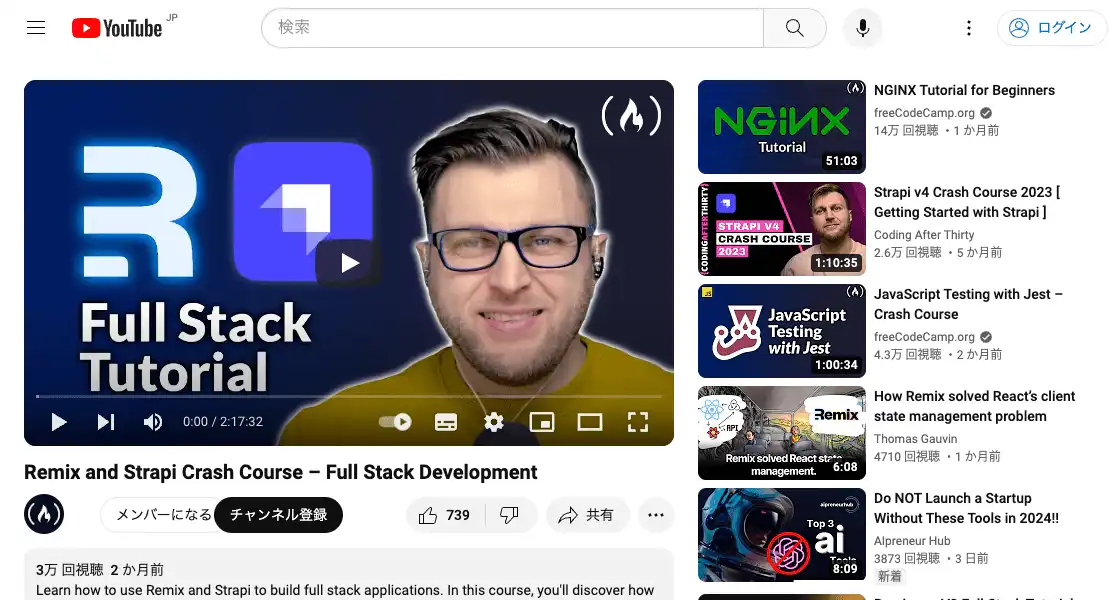 YouTube JP
検索
ログイン
Full Stack
Tutorial
0:00 / 2:17:32
Remix and Strapi Crash Course – Full Stack Development
メンバーになる
チャンネル登録
739
共有
3万 回視聴 2 か月前
Learn how to use Remix and Strapi to build full stack applications. In this course, you'll discover how
NGINX
Tutorial
51:03
NGINX Tutorial for Beginners
freeCodeCamp.org
14万 回視聴 ・1 か月前
CODINGAFTERTHIRTY
STRAPI V4
CRASH COURSE
2023
1:10:35
Strapi v4 Crash Course 2023 [
Getting Started with Strapi ]
Coding After Thirty
2.6万 回視聴 ・5 か月前
JS
JavaScript
Testing
with Jest
1:00:34
JavaScript Testing with Jest –
Crash Course
freeCodeCamp.org
4.3万 回視聴 ・2 か月前
API
Remix
Remix solved React state
management.
6:08
How Remix solved React’s client
state management problem
Thomas Gauvin
4710 回視聴 ・1 か月前
aipreneurhub
Top 3
ai
Tools
8:09
Do NOT Launch a Startup
Without These Tools in 2024!!
AIpreneur Hub
3873 回視聴 ・3 日前
新着